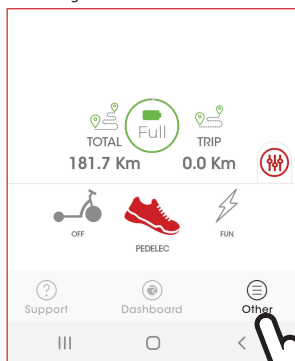 Full
TOTAL TRIP
181.7 Km 0.0 Km
OFF PEDELEC FUN
Support Dashboard Other